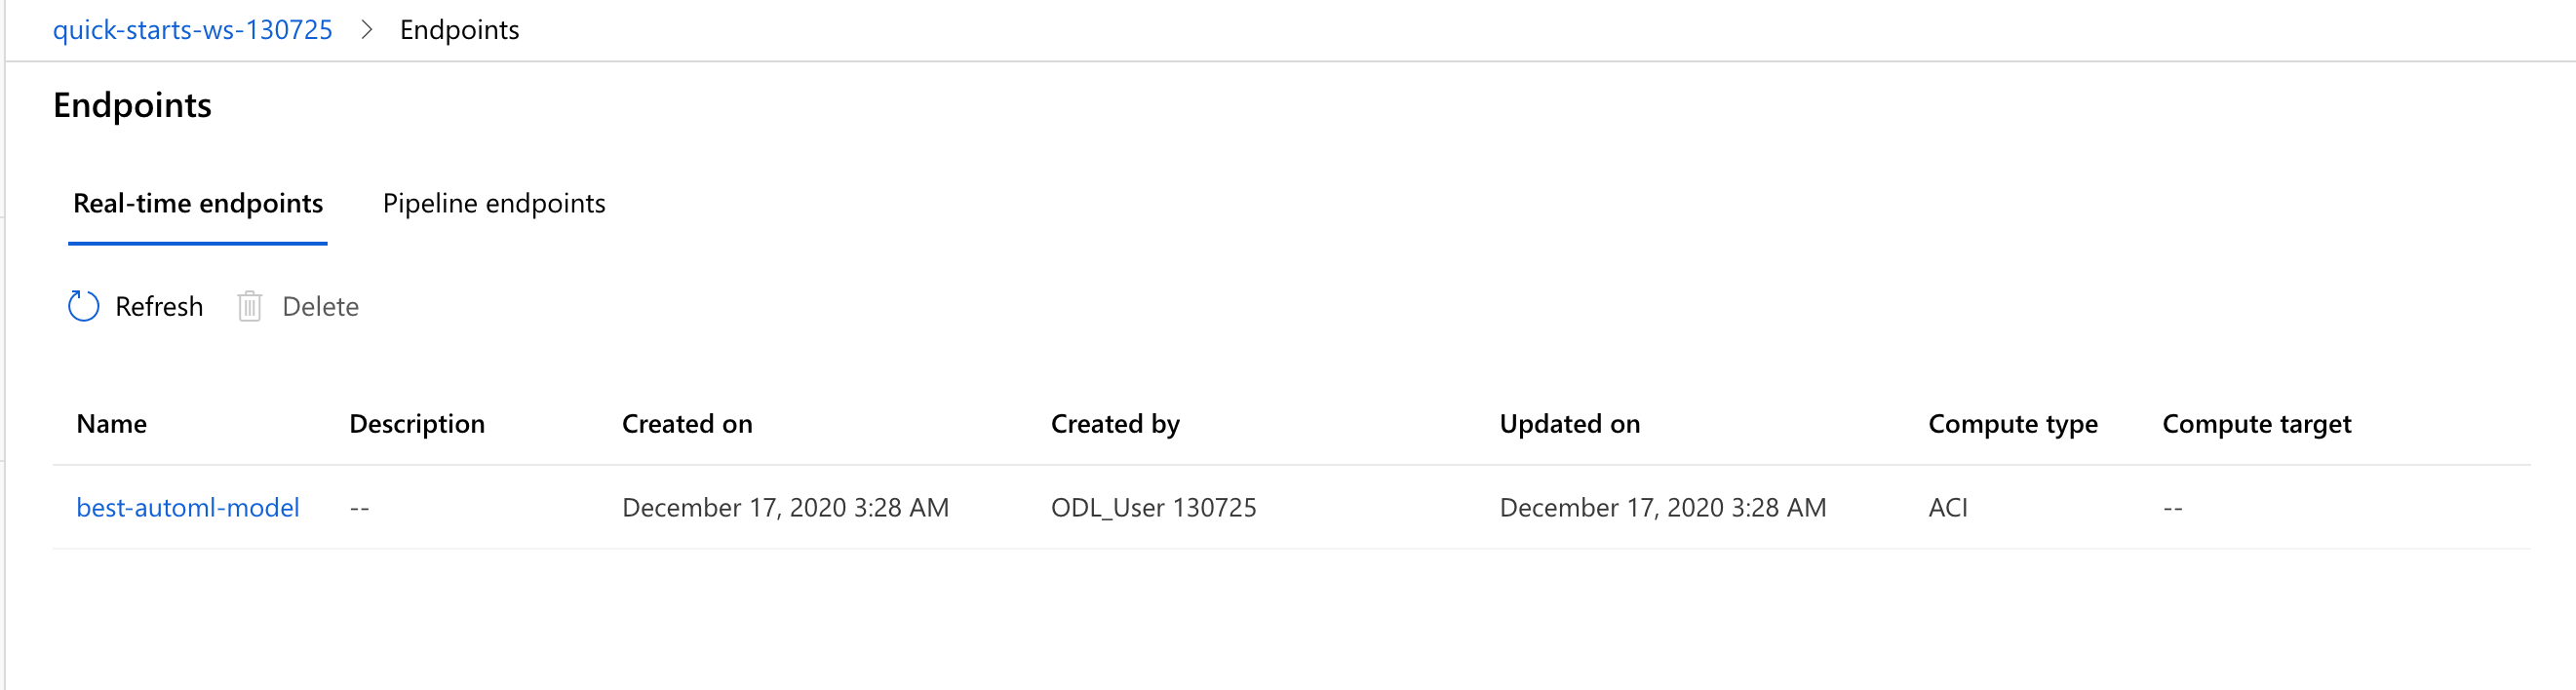 quick-starts-ws-130725 > Endpoints
Endpoints
Real-time endpoints Pipeline endpoints
Refresh Delete
Name Description Created on Created by Updated on Compute type Compute target
best-automl-model -- December 17, 2020 3:28 AM ODL_User 130725 December 17, 2020 3:28 AM ACI --